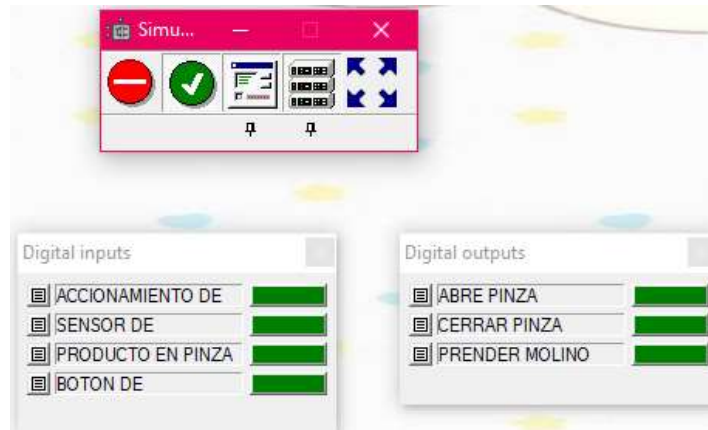 Simu...
Digital inputs
ACCIONAMIENTO DE
SENSOR DE
PRODUCTO EN PINZA
BOTON DE
Digital outputs
ABRE PINZA
CERRAR PINZA
PRENDER MOLINO